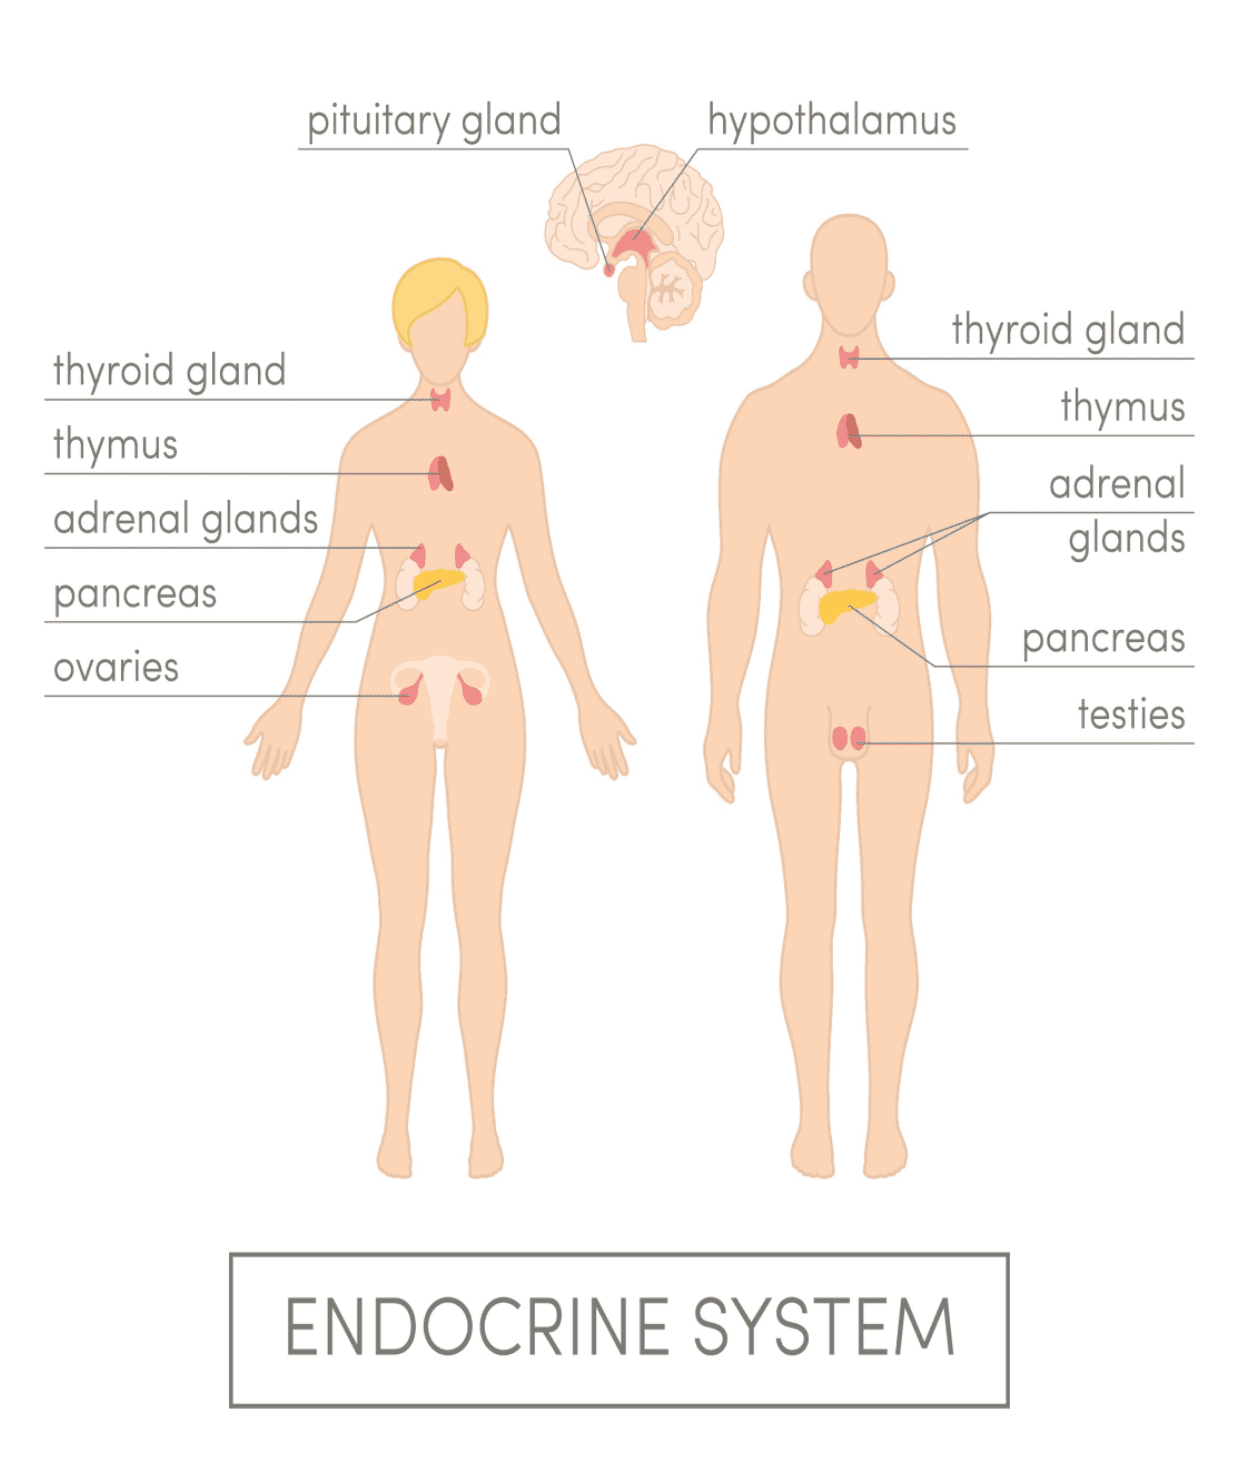 pituitary gland
hypothalamus
thyroid gland
thymus
adrenal glands
pancreas
ovaries
thyroid gland
thymus
adrenal
glands
pancreas
testies
ENDOCRINE SYSTEM